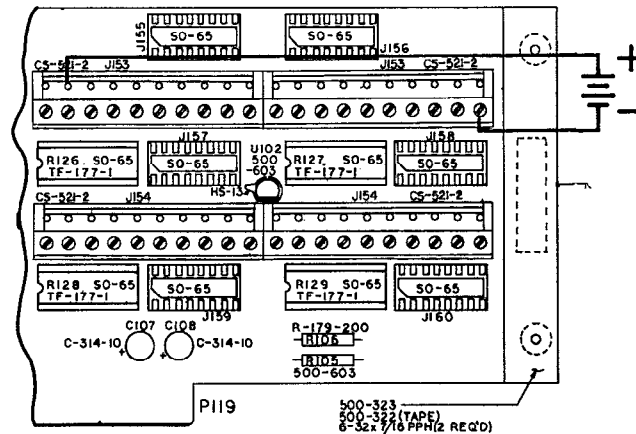 J155
SO-65
SO-65
J156
CS-521-2
J153
J153
CS-521-2
+
-
J157
U102
500
-603
J158
R126 SO-65
TF-177-1
SO-65
R127 SO-65
TF-177-1
SO-65
HS-133
CS-521-2
J154
J154
CS-521-2
R128 SO-65
TF-177-1
SO-65
R129 SO-65
TF-177-1
SO-65
J159
J160
C107
C108
C-314-10
C-314-10
+
+
R-179-200
R106
R105
500-603
P119
500-323
500-322 (TAPE)
6-32x 7/16 PPH(2 REQ'D)